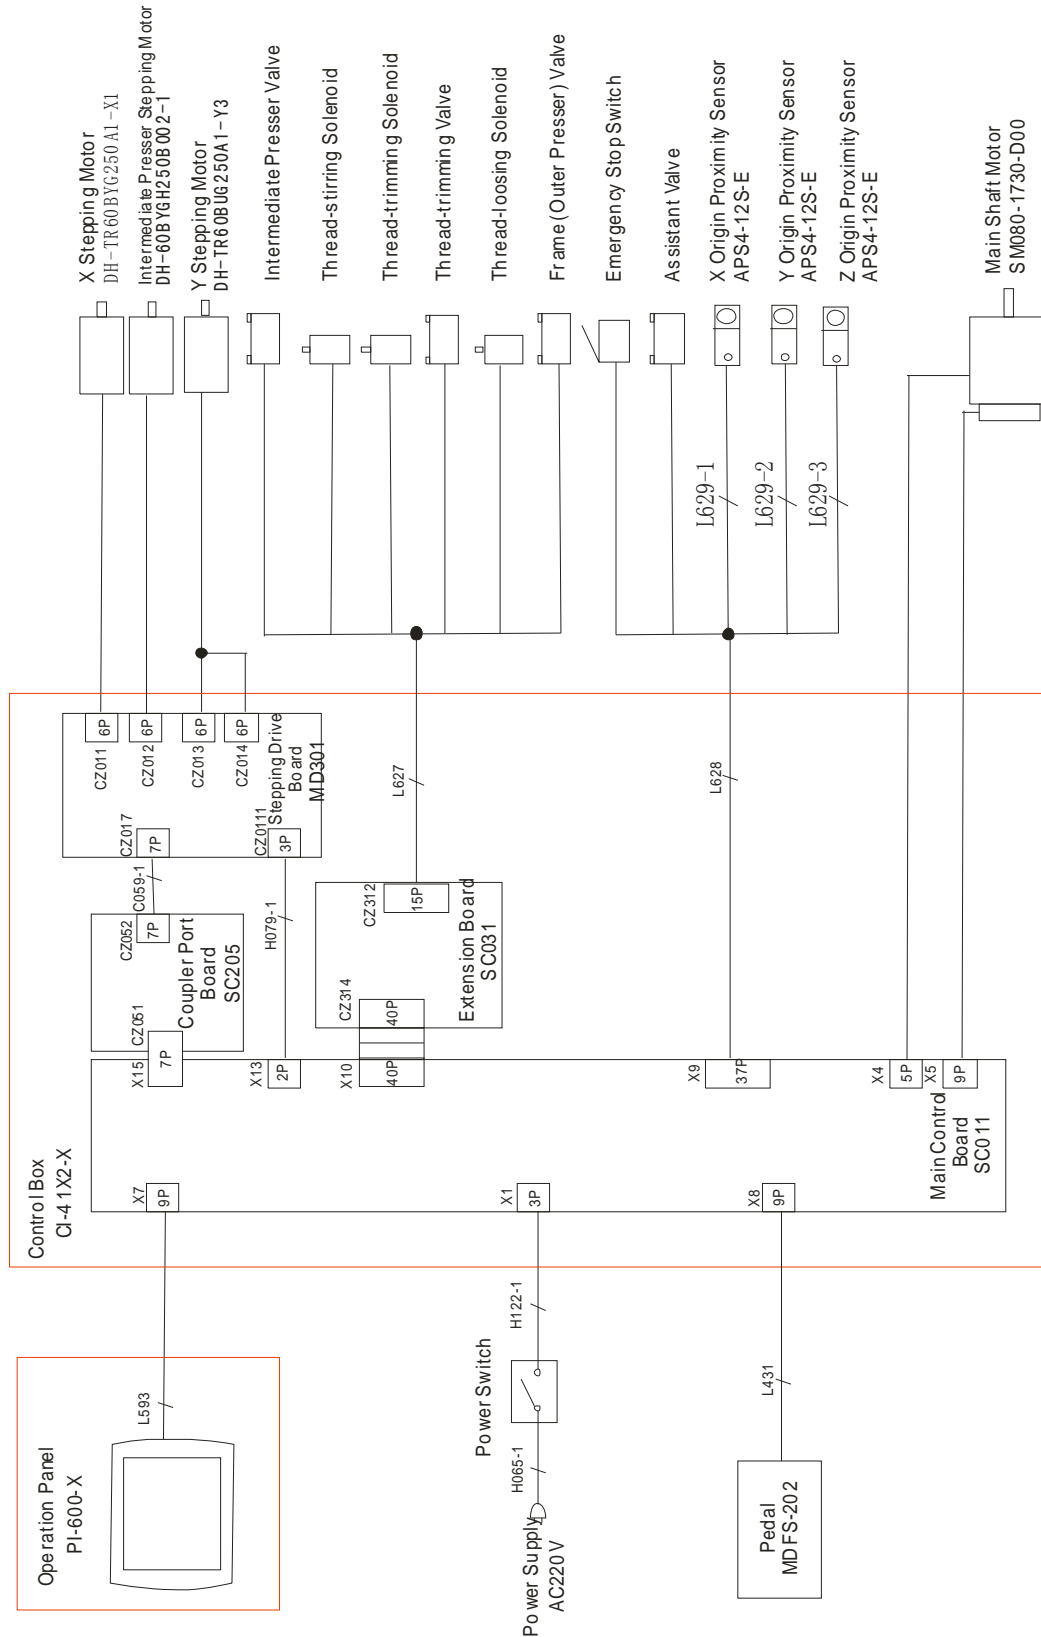 X Stepping Motor
DH-TR60BYG250A1-X1
Intermediate Presser Stepping Motor
DH-60BYGH250B002-1
Y Stepping Motor
DH-TR60BUG250A1-Y3
Intermediate Presser Valve
Thread-stirring Solenoid
Thread-trimming Solenoid
Thread-trimming Valve
Thread-loosing Solenoid
Frame (Outer Presser) Valve
Emergency Stop Switch
Assistant Valve
X Origin Proximity Sensor
APS4-12S-E
Y Origin Proximity Sensor
APS4-12S-E
Z Origin Proximity Sensor
APS4-12S-E
Main Shaft Motor
SM080-1730-D00
L629-1
L629-2
L629-3
6P
6P
6P
6P
CZ011
CZ012
CZ013
CZ014
Stepping Drive
Board
MD301
CZ017
7P
CZ0111
3P
L627
L628
C059-1
H079-1
CZ052
7P
Coupler Port
Board
SC205
CZ051
CZ312
15P
Extension Board
SC031
CZ314
40P
X15
7P
X13
2P
X10
40P
X9
37P
X4
5P
X5
9P
Main Control
Board
SC011
Control Box
CI-41X2-X
X7
9P
X1
3P
X8
9P
L593
H122-1
L431
Power Switch
H065-1
Operation Panel
PI-600-X
Power Supply
AC220V
Pedal
MDFS-202